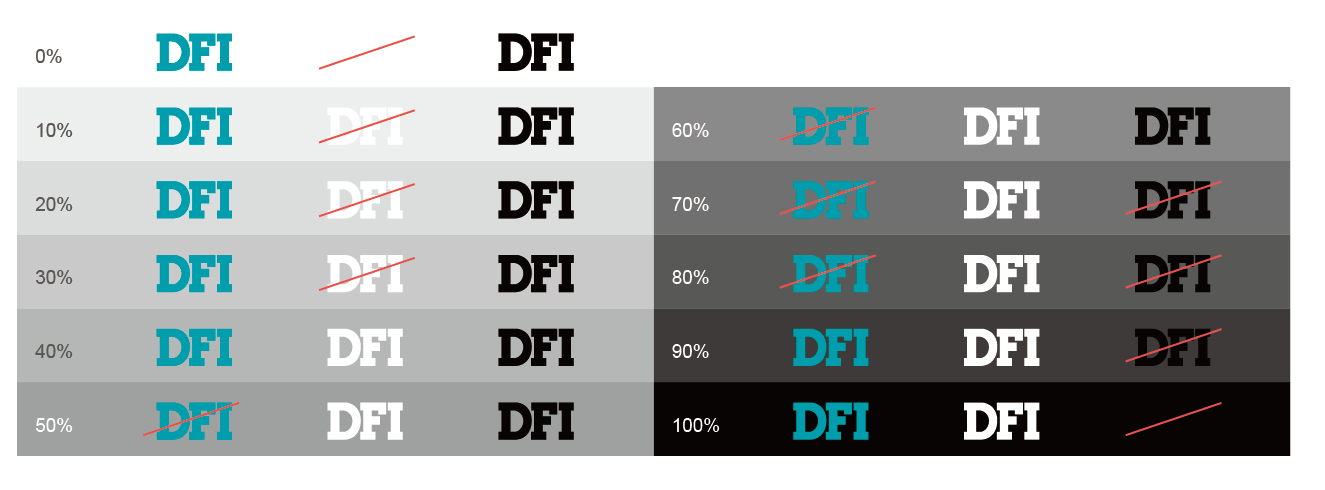 0% DFI DFI
10% DFI DFI DFI
20% DFI DFI DFI
30% DFI DFI DFI
40% DFI DFI DFI
50% DFI DFI DFI
60% DFI DFI DFI
70% DFI DFI DFI
80% DFI DFI DFI
90% DFI DFI DFI
100% DFI DFI